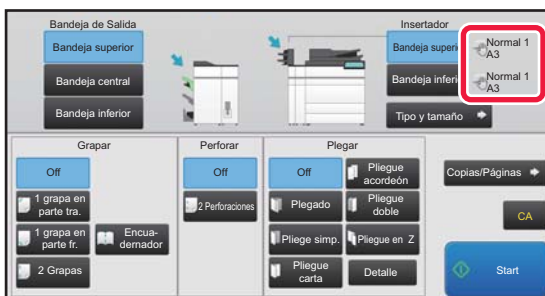 Bandeja de Salida
Insertador
Bandeja superior
Bandeja superi
Normal 1
A3
Bandeja central
Bandeja inferi
Normal 1
A3
Bandeja inferior
Tipo y tamaño
Grapar
Perforar
Plegar
Off
Off
Off
Pliegue
acordeón
Copias/Páginas
1 grapa en
parte tra.
2 Perforaciones
Plegado
Pliegue
doble
1 grapa en
parte fr.
Encua-
dernador
Pliege simp.
Pliegue en Z
CA
2 Grapas
Pliegue
carta
Detalle
Start